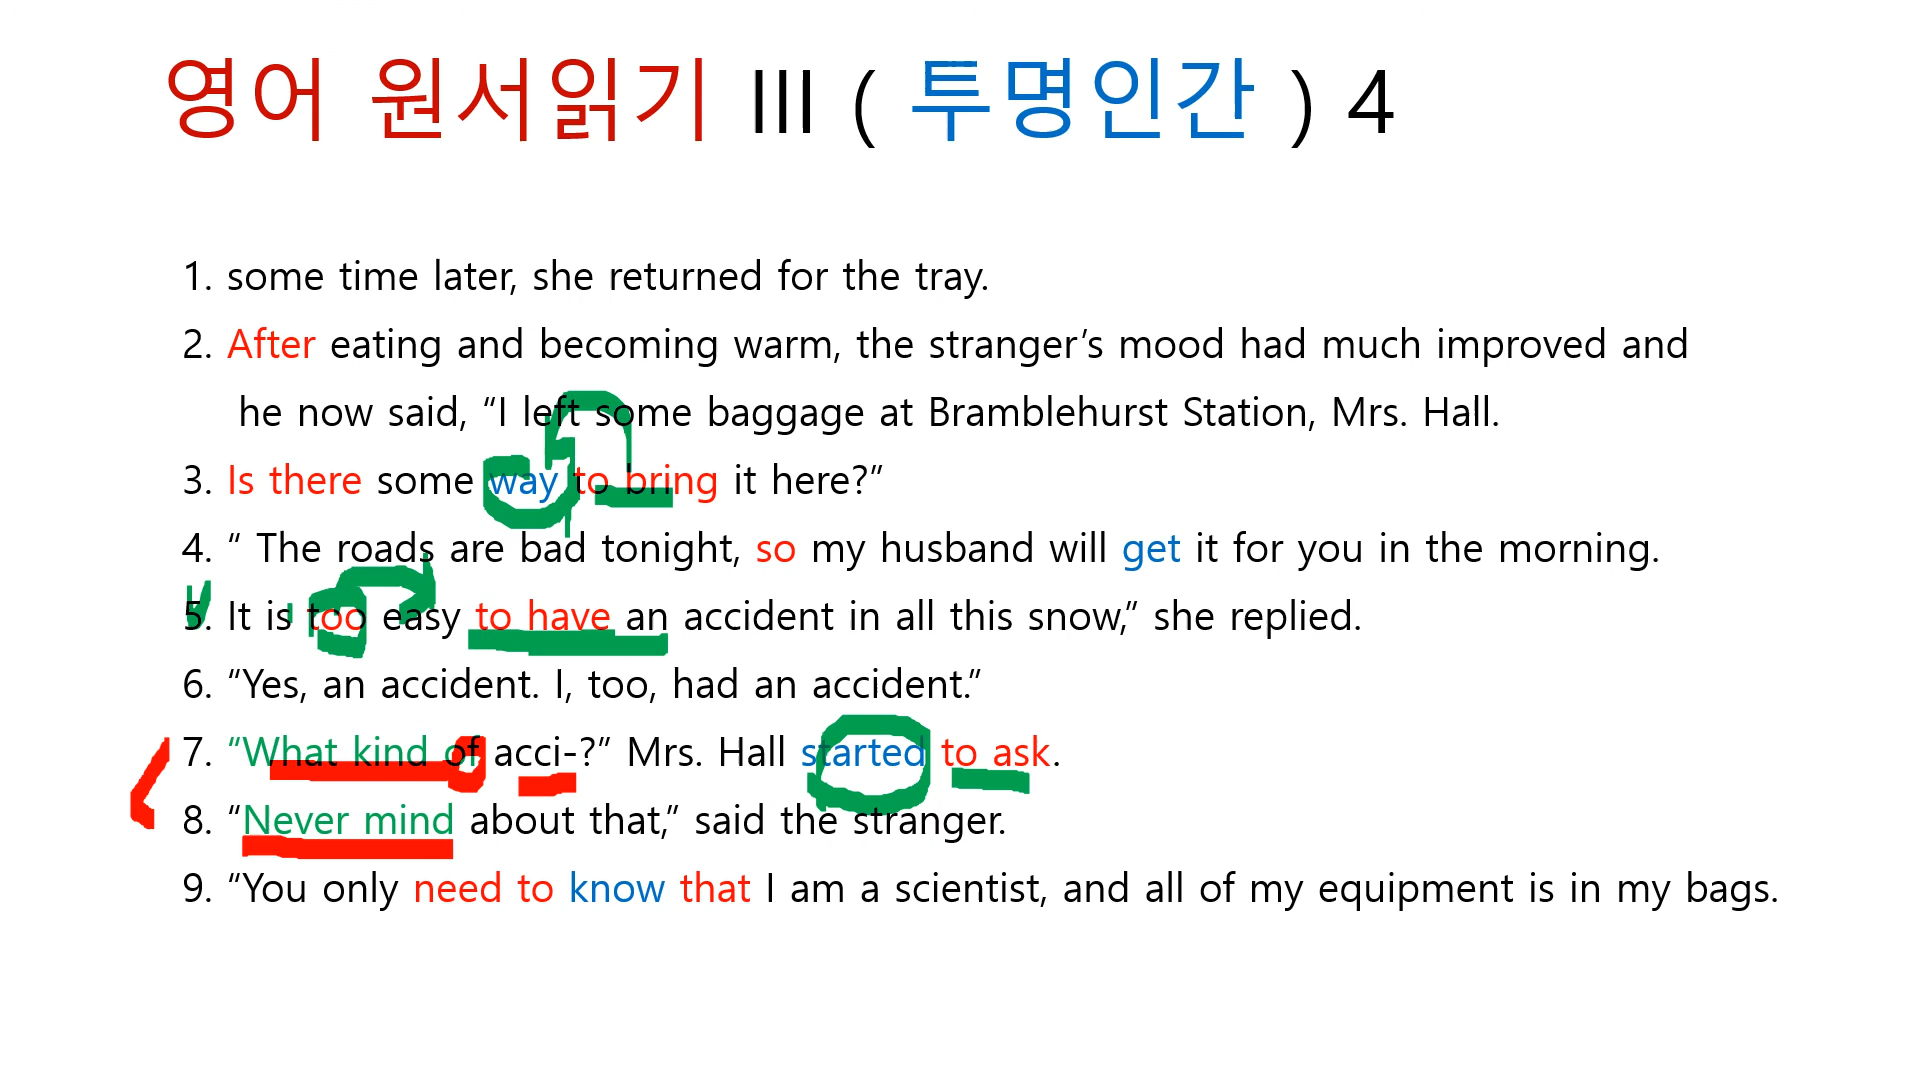 영어 원서읽기 III ( 투명인간 ) 4
1. some time later, she returned for the tray.
2. After eating and becoming warm, the stranger’s mood had much improved and
he now said, “I left some baggage at Bramblehurst Station, Mrs. Hall.
3. Is there some way to bring it here?”
4. “ The roads are bad tonight, so my husband will get it for you in the morning.
5. It is too easy to have an accident in all this snow,” she replied.
6. “Yes, an accident. I, too, had an accident.”
7. “What kind of acci-?” Mrs. Hall started to ask.
8. “Never mind about that,” said the stranger.
9. “You only need to know that I am a scientist, and all of my equipment is in my bags.